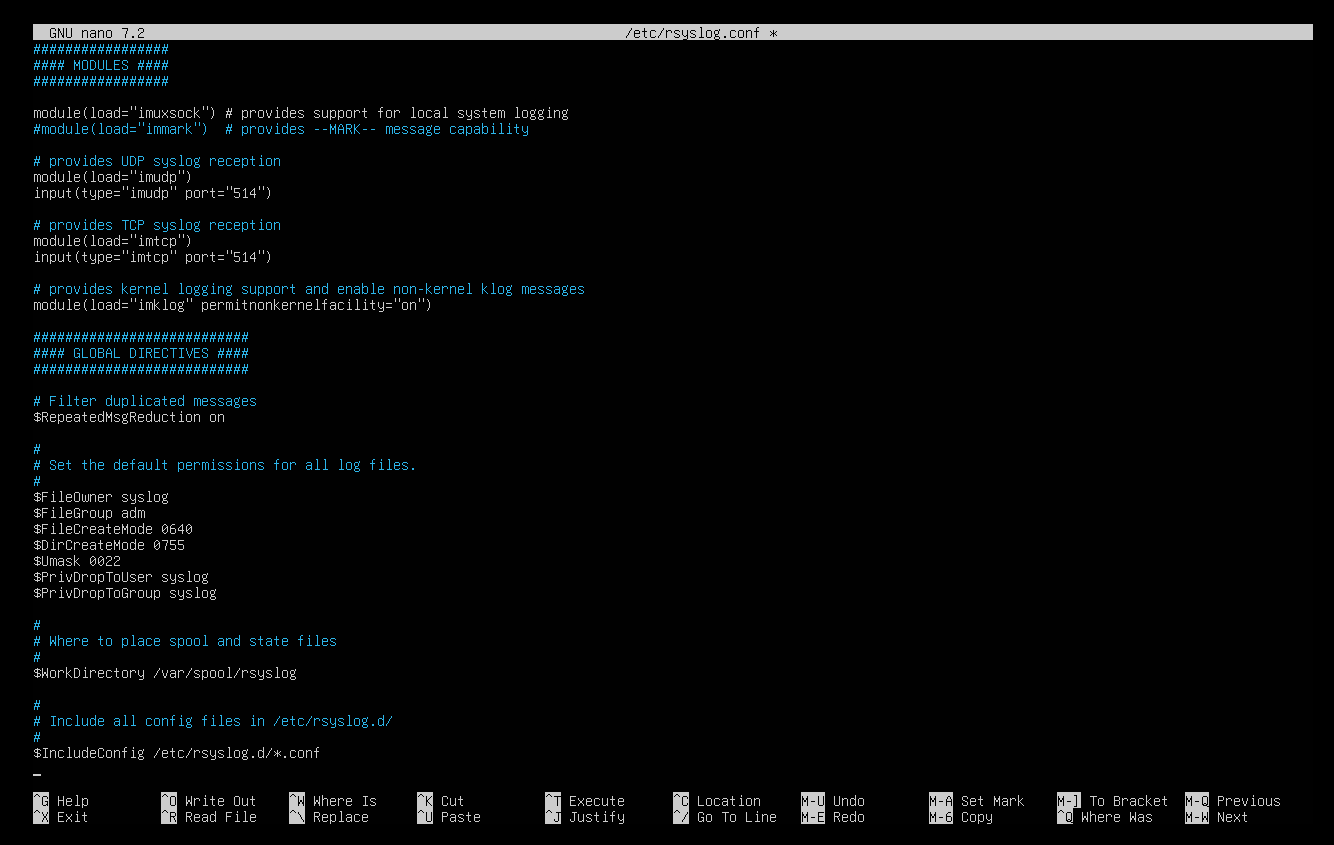 GNU nano 7.2 /etc/rsyslog.conf *
#################
#### MODULES ####
#################
module(load="imuxsock") # provides support for local system logging
#module(load="immark")  # provides --MARK-- message capability
# provides UDP syslog reception
module(load="imudp")
input(type="imudp" port="514")
# provides TCP syslog reception
module(load="imtcp")
input(type="imtcp" port="514")
# provides kernel logging support and enable non-kernel klog messages
module(load="imklog" permitnonkernelfacility="on")
###########################
#### GLOBAL DIRECTIVES ####
###########################
# Filter duplicated messages
$RepeatedMsgReduction on
#
# Set the default permissions for all log files.
#
$FileOwner syslog
$FileGroup adm
$FileCreateMode 0640
$DirCreateMode 0755
$Umask 0022
$PrivDropToUser syslog
$PrivDropToGroup syslog
#
# Where to place spool and state files
#
$WorkDirectory /var/spool/rsyslog
#
# Include all config files in /etc/rsyslog.d/
#
$IncludeConfig /etc/rsyslog.d/*.conf
^G Help ^O Write Out ^W Where Is ^K Cut ^T Execute ^C Location M-U Undo M-A Set Mark M-] To Bracket M-Q Previous
^X Exit ^R Read File ^\ Replace ^U Paste ^J Justify ^/ Go To Line M-E Redo M-6 Copy ^Q Where Was M-W Next